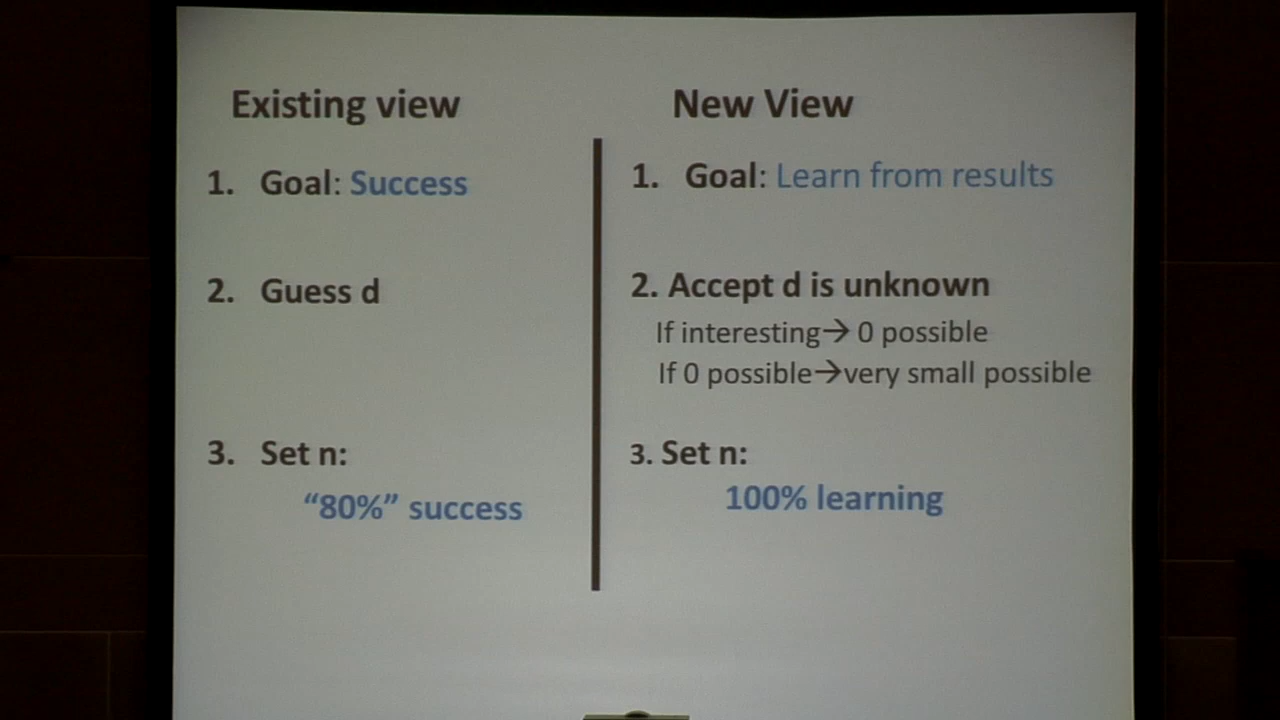 Existing view
1. Goal: Success
2. Guess d
3. Set n:
“80%” success
New View
1. Goal: Learn from results
2. Accept d is unknown
If interesting→ 0 possible
If 0 possible→very small possible
3. Set n:
100% learning